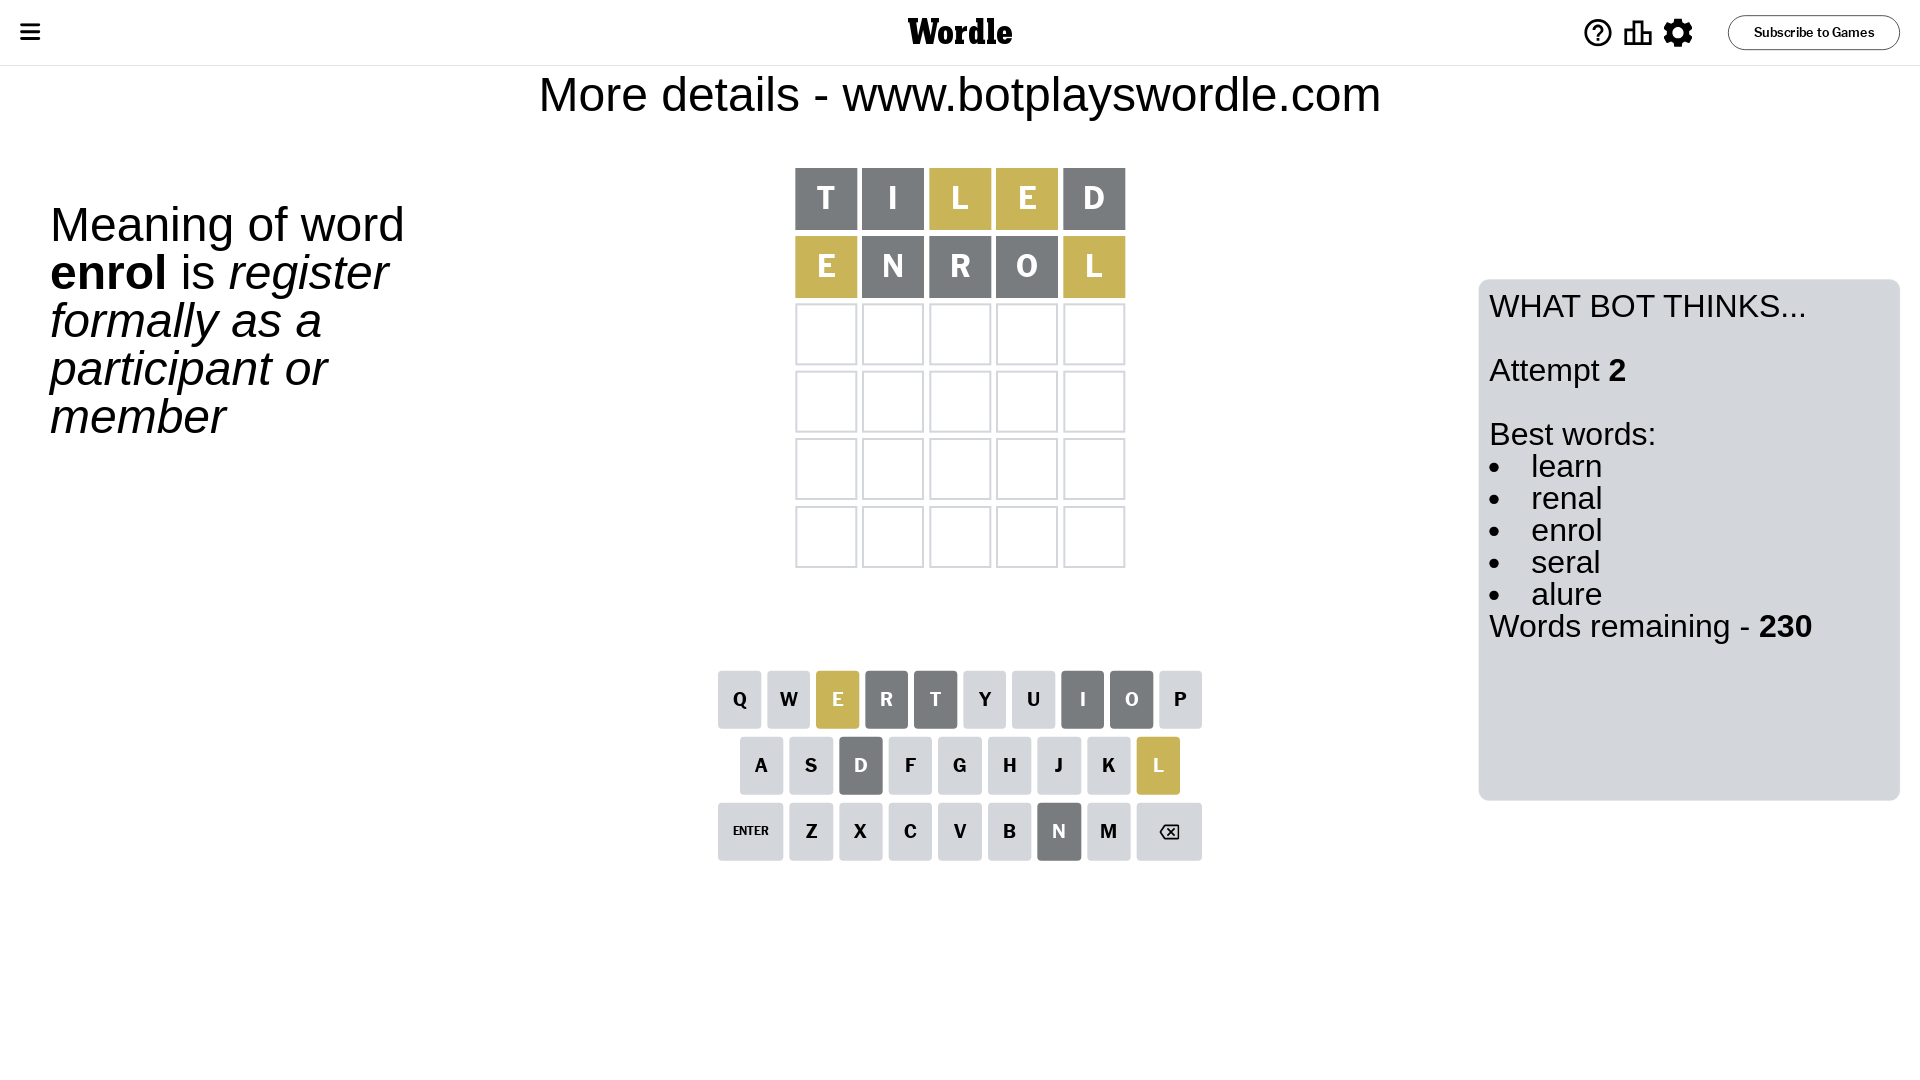 Wordle
Subscribe to Games
More details - www.botplayswordle.com
Meaning of word
enrol is register
formally as a
participant or
member
T I L E D
E N R O L
WHAT BOT THINKS...
Attempt 2
Best words:
• learn
• renal
• enrol
• seral
• alure
Words remaining - 230
Q W E R T Y U I O P
A S D F G H J K L
ENTER Z X C V B N M